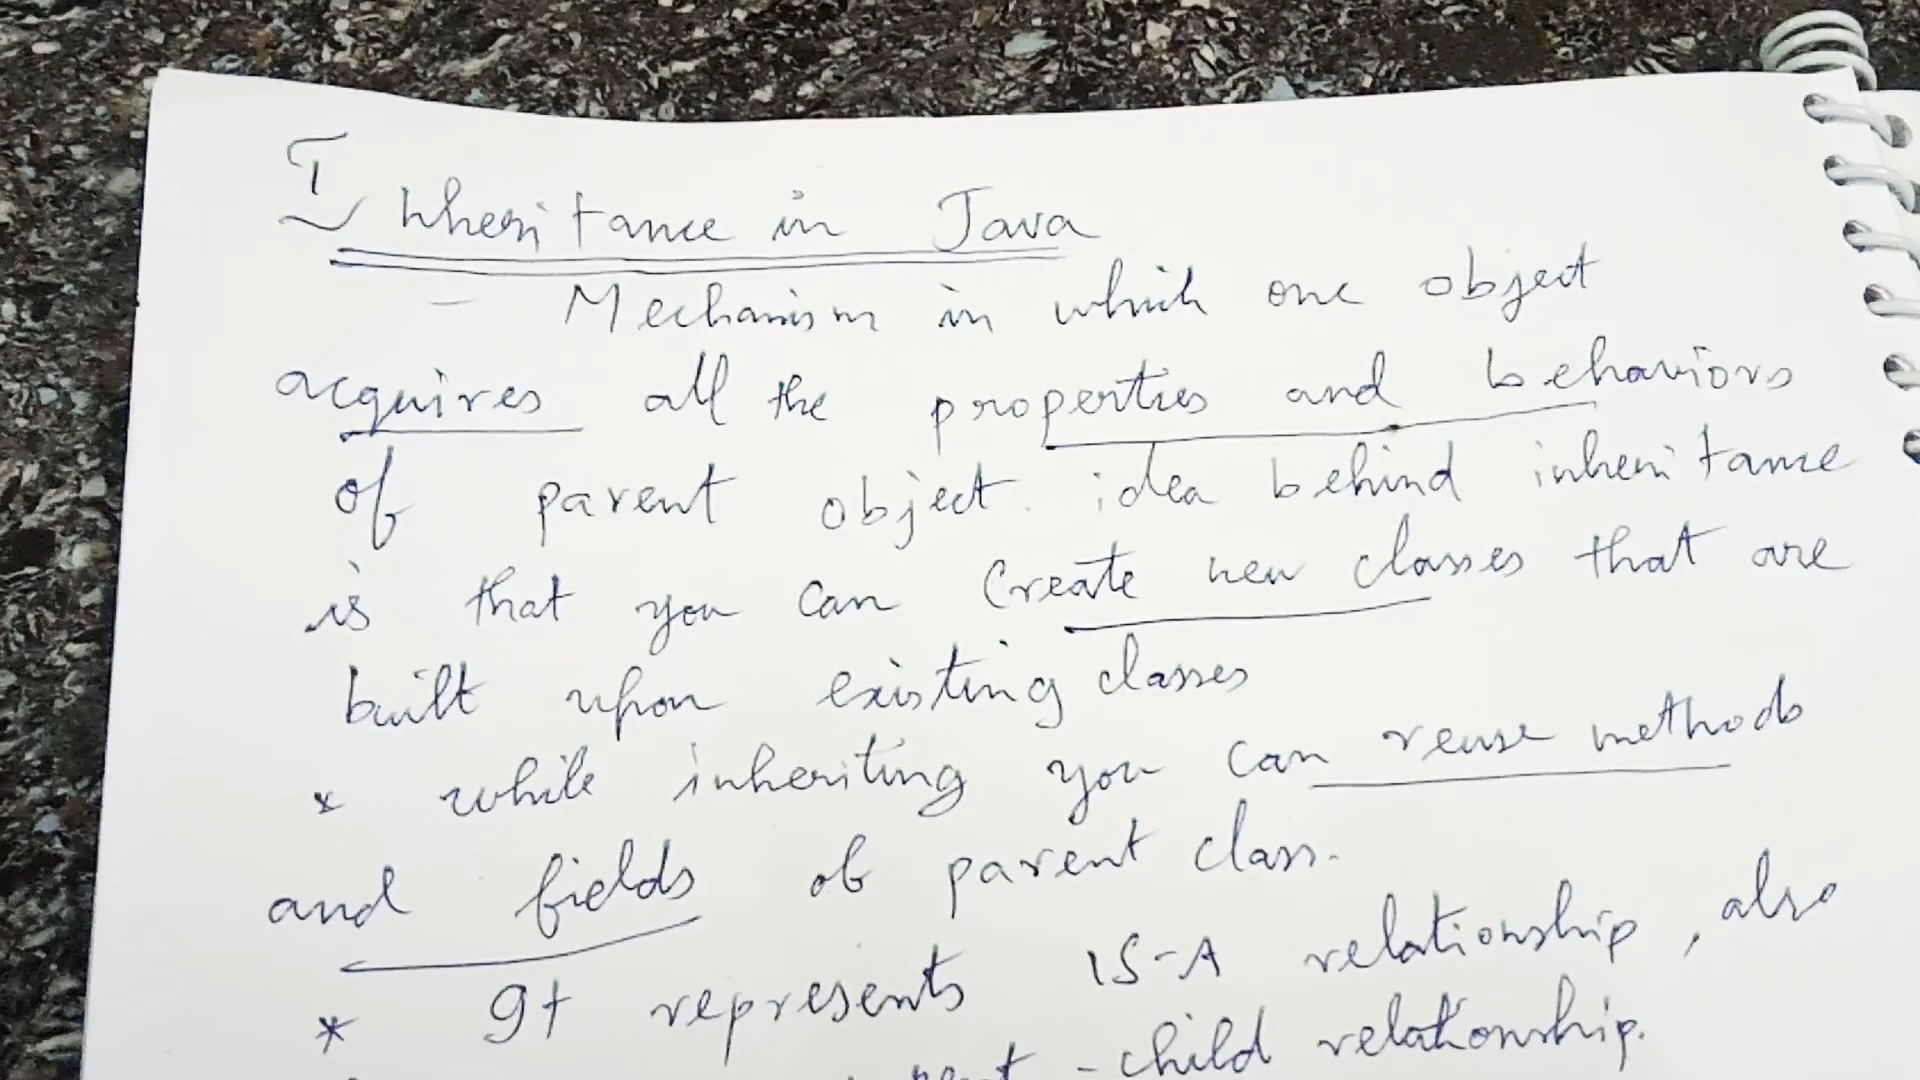 Inheritance in Java
- Mechanism in which one object
acquires all the properties and behaviors
of parent object. idea behind inheritance
is that you can Create new classes that are
built upon existing classes
* while inheriting you can reuse methods
and fields of parent class.
* It represents IS-A relationship, also
-child relationship.